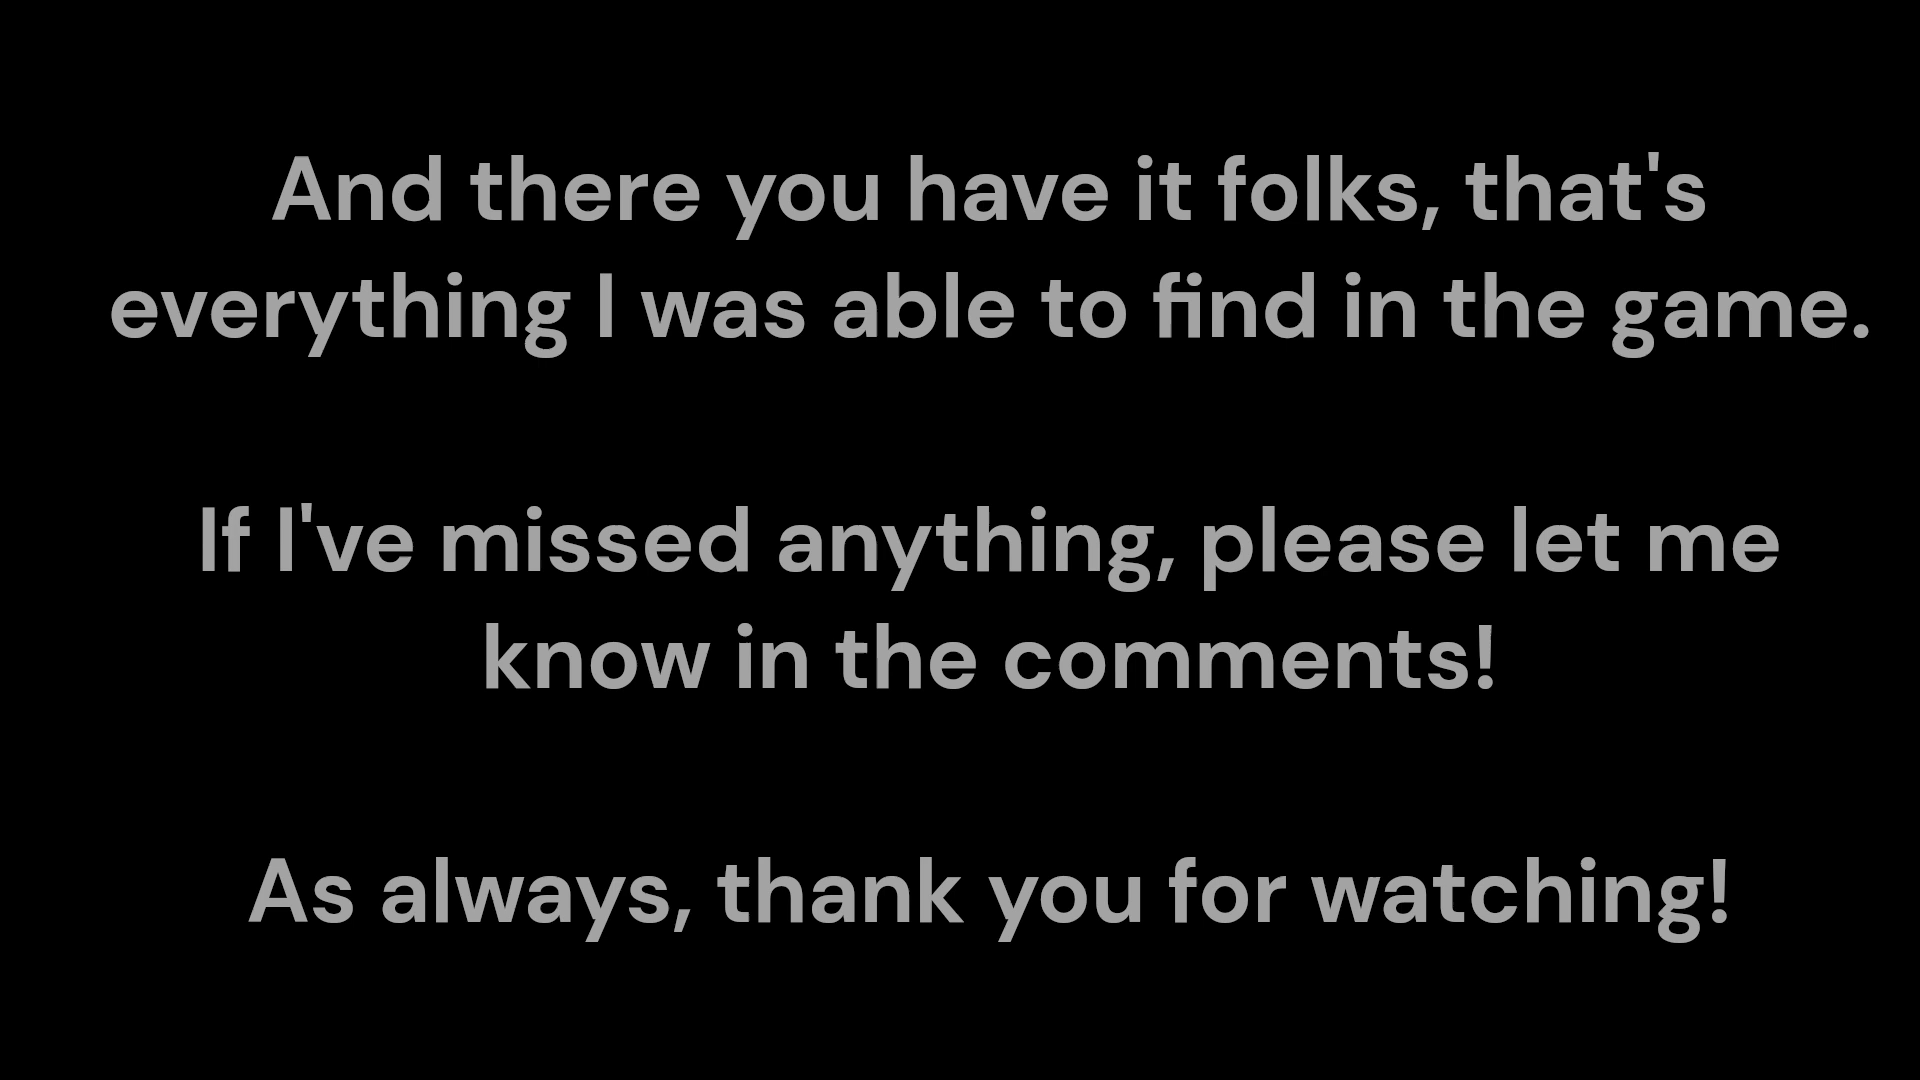 And there you have it folks, that's
everything I was able to find in the game.
If I've missed anything, please let me
know in the comments!
As always, thank you for watching!